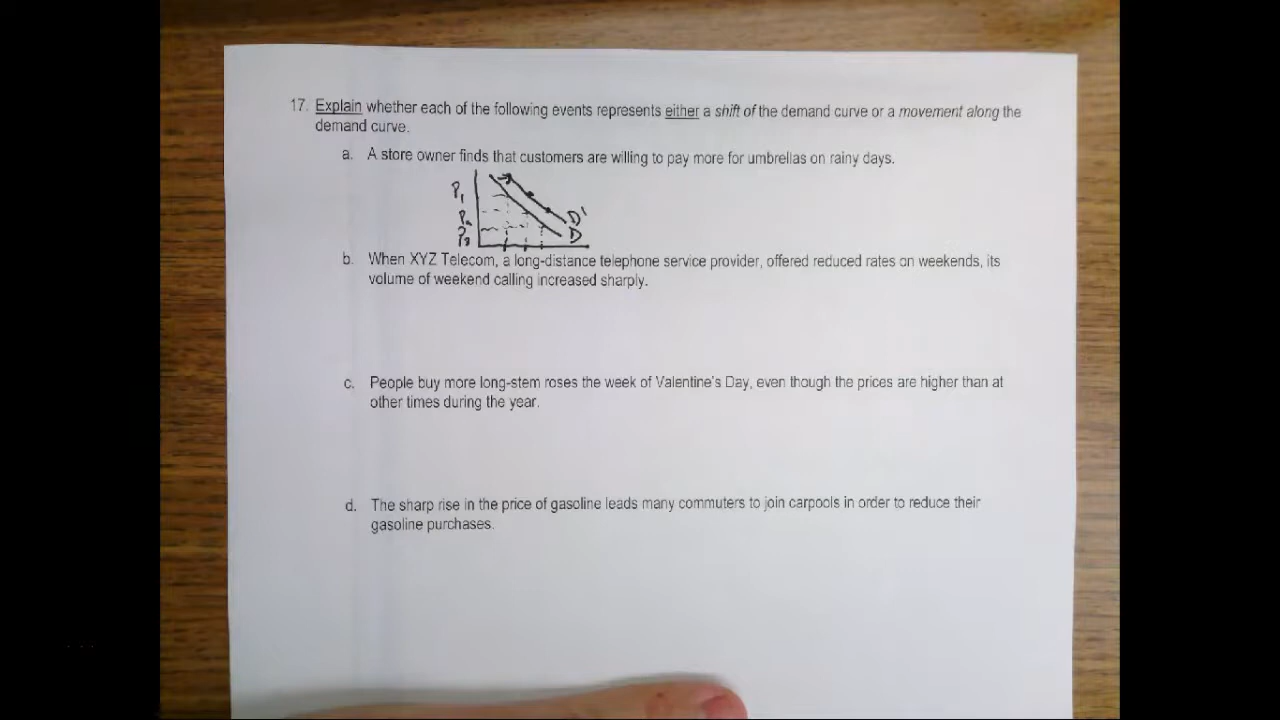 17. Explain whether each of the following events represents either a shift of the demand curve or a movement along the
demand curve.
a. A store owner finds that customers are willing to pay more for umbrellas on rainy days.
P₁
P₂
P₃
D'
D
b. When XYZ Telecom, a long-distance telephone service provider, offered reduced rates on weekends, its
volume of weekend calling increased sharply.
c. People buy more long-stem roses the week of Valentine's Day, even though the prices are higher than at
other times during the year.
d. The sharp rise in the price of gasoline leads many commuters to join carpools in order to reduce their
gasoline purchases.